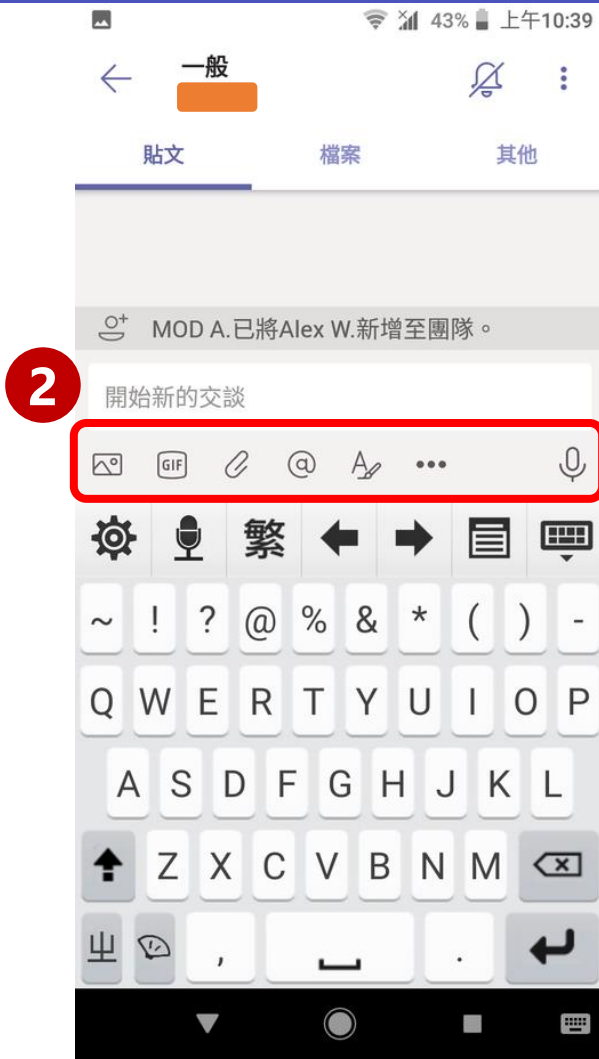 43% 上午10:39
一般
貼文 檔案 其他
MOD A.已將Alex W.新增至團隊。
2
開始新的交談
GIF @ A
繁
~ ! ? @ % & * ( ) -
Q W E R T Y U I O P
A S D F G H J K L
Z X C V B N M
ㄓ , .